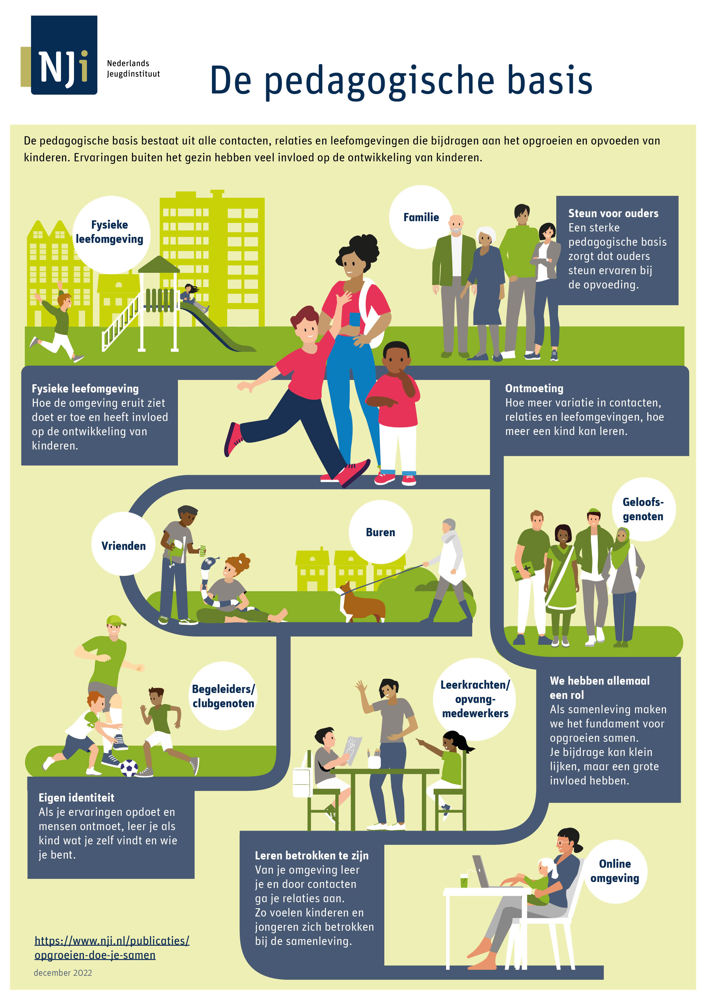 NJi
Nederlands
Jeugdinstituut
De pedagogische basis
De pedagogische basis bestaat uit alle contacten, relaties en leefomgevingen die bijdragen aan het opgroeien en opvoeden van
kinderen. Ervaringen buiten het gezin hebben veel invloed op de ontwikkeling van kinderen.
Fysieke
leefomgeving
Familie
Steun voor ouders
Een sterke
pedagogische basis
zorgt dat ouders
steun ervaren bij
de opvoeding.
Fysieke leefomgeving
Hoe de omgeving eruit ziet
doet er toe en heeft invloed
op de ontwikkeling van
kinderen.
Ontmoeting
Hoe meer variatie in contacten,
relaties en leefomgevingen, hoe
meer een kind kan leren.
Vrienden
Buren
Geloofs-
genoten
Begeleiders/
clubgenoten
Leerkrachten/
opvang-
medewerkers
We hebben allemaal
een rol
Als samenleving maken
we het fundament voor
opgroeien samen.
Je bijdrage kan klein
lijken, maar een grote
invloed hebben.
Eigen identiteit
Als je ervaringen opdoet en
mensen ontmoet, leer je als
kind wat je zelf vindt en wie
je bent.
Leren betrokken te zijn
Van je omgeving leer
je en door contacten
ga je relaties aan.
Zo voelen kinderen en
jongeren zich betrokken
bij de samenleving.
Online
omgeving
https://www.nji.nl/publicaties/
opgroeien-doe-je-samen
december 2022